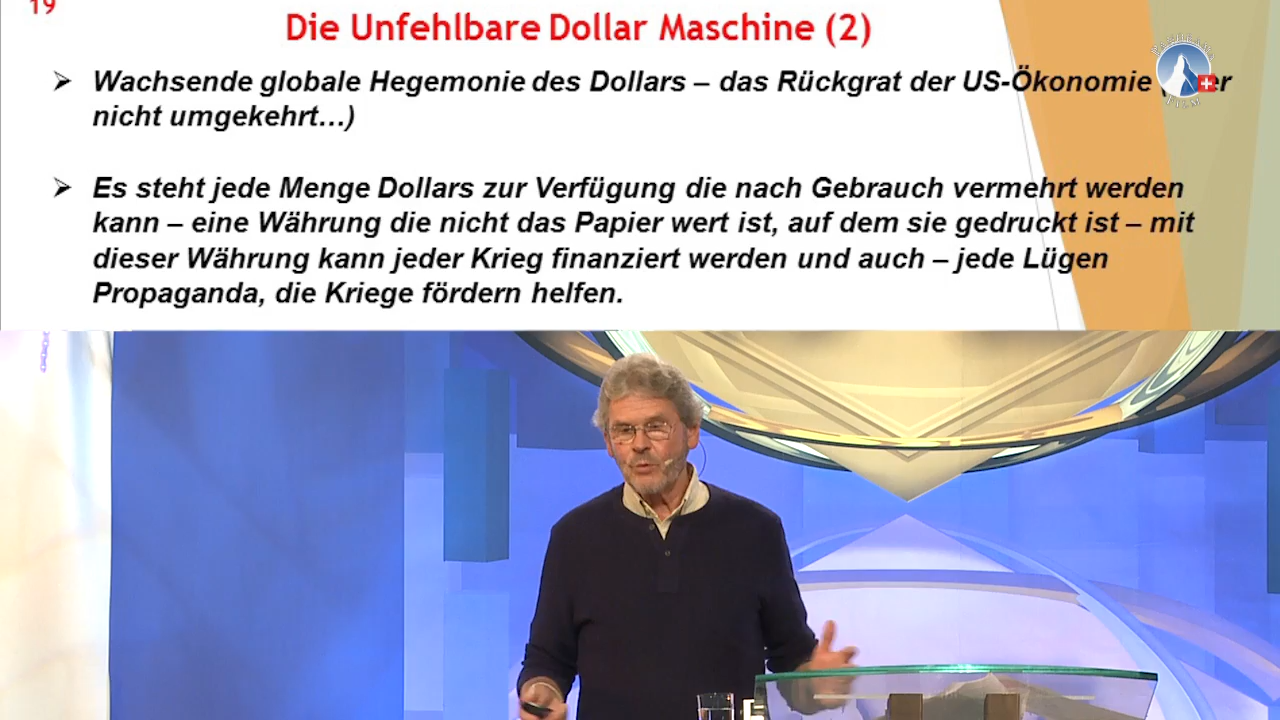 19
Die Unfehlbare Dollar Maschine (2)
Wachsende globale Hegemonie des Dollars – das Rückgrat der US-Ökonomie
nicht umgekehrt…)
Es steht jede Menge Dollars zur Verfügung die nach Gebrauch vermehrt werden
kann – eine Währung die nicht das Papier wert ist, auf dem sie gedruckt ist – mit
dieser Währung kann jeder Krieg finanziert werden und auch – jede Lügen
Propaganda, die Kriege fördern helfen.
FILM